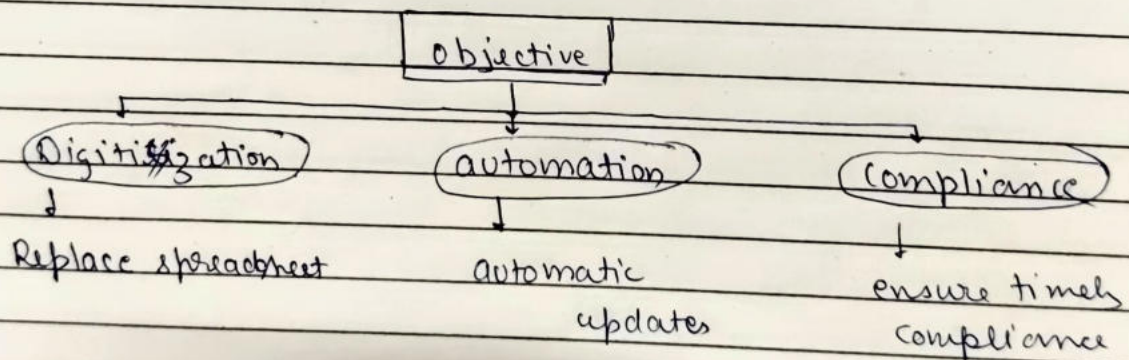 objective
Digitization automation compliance
Replace spreadsheet automatic ensure timely
updates compliance